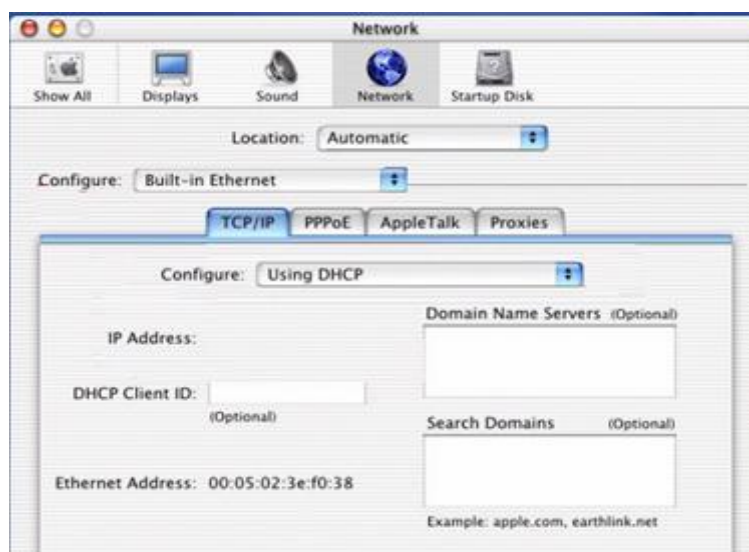 Network
Show All Displays Sound Network Startup Disk
Location: Automatic
Configure: Built-in Ethernet
TCP/IP PPPoE AppleTalk Proxies
Configure: Using DHCP
Domain Name Servers (Optional)
IP Address:
DHCP Client ID:
(Optional)
Search Domains (Optional)
Ethernet Address: 00:05:02:3e:f0:38
Example: apple.com, earthlink.net